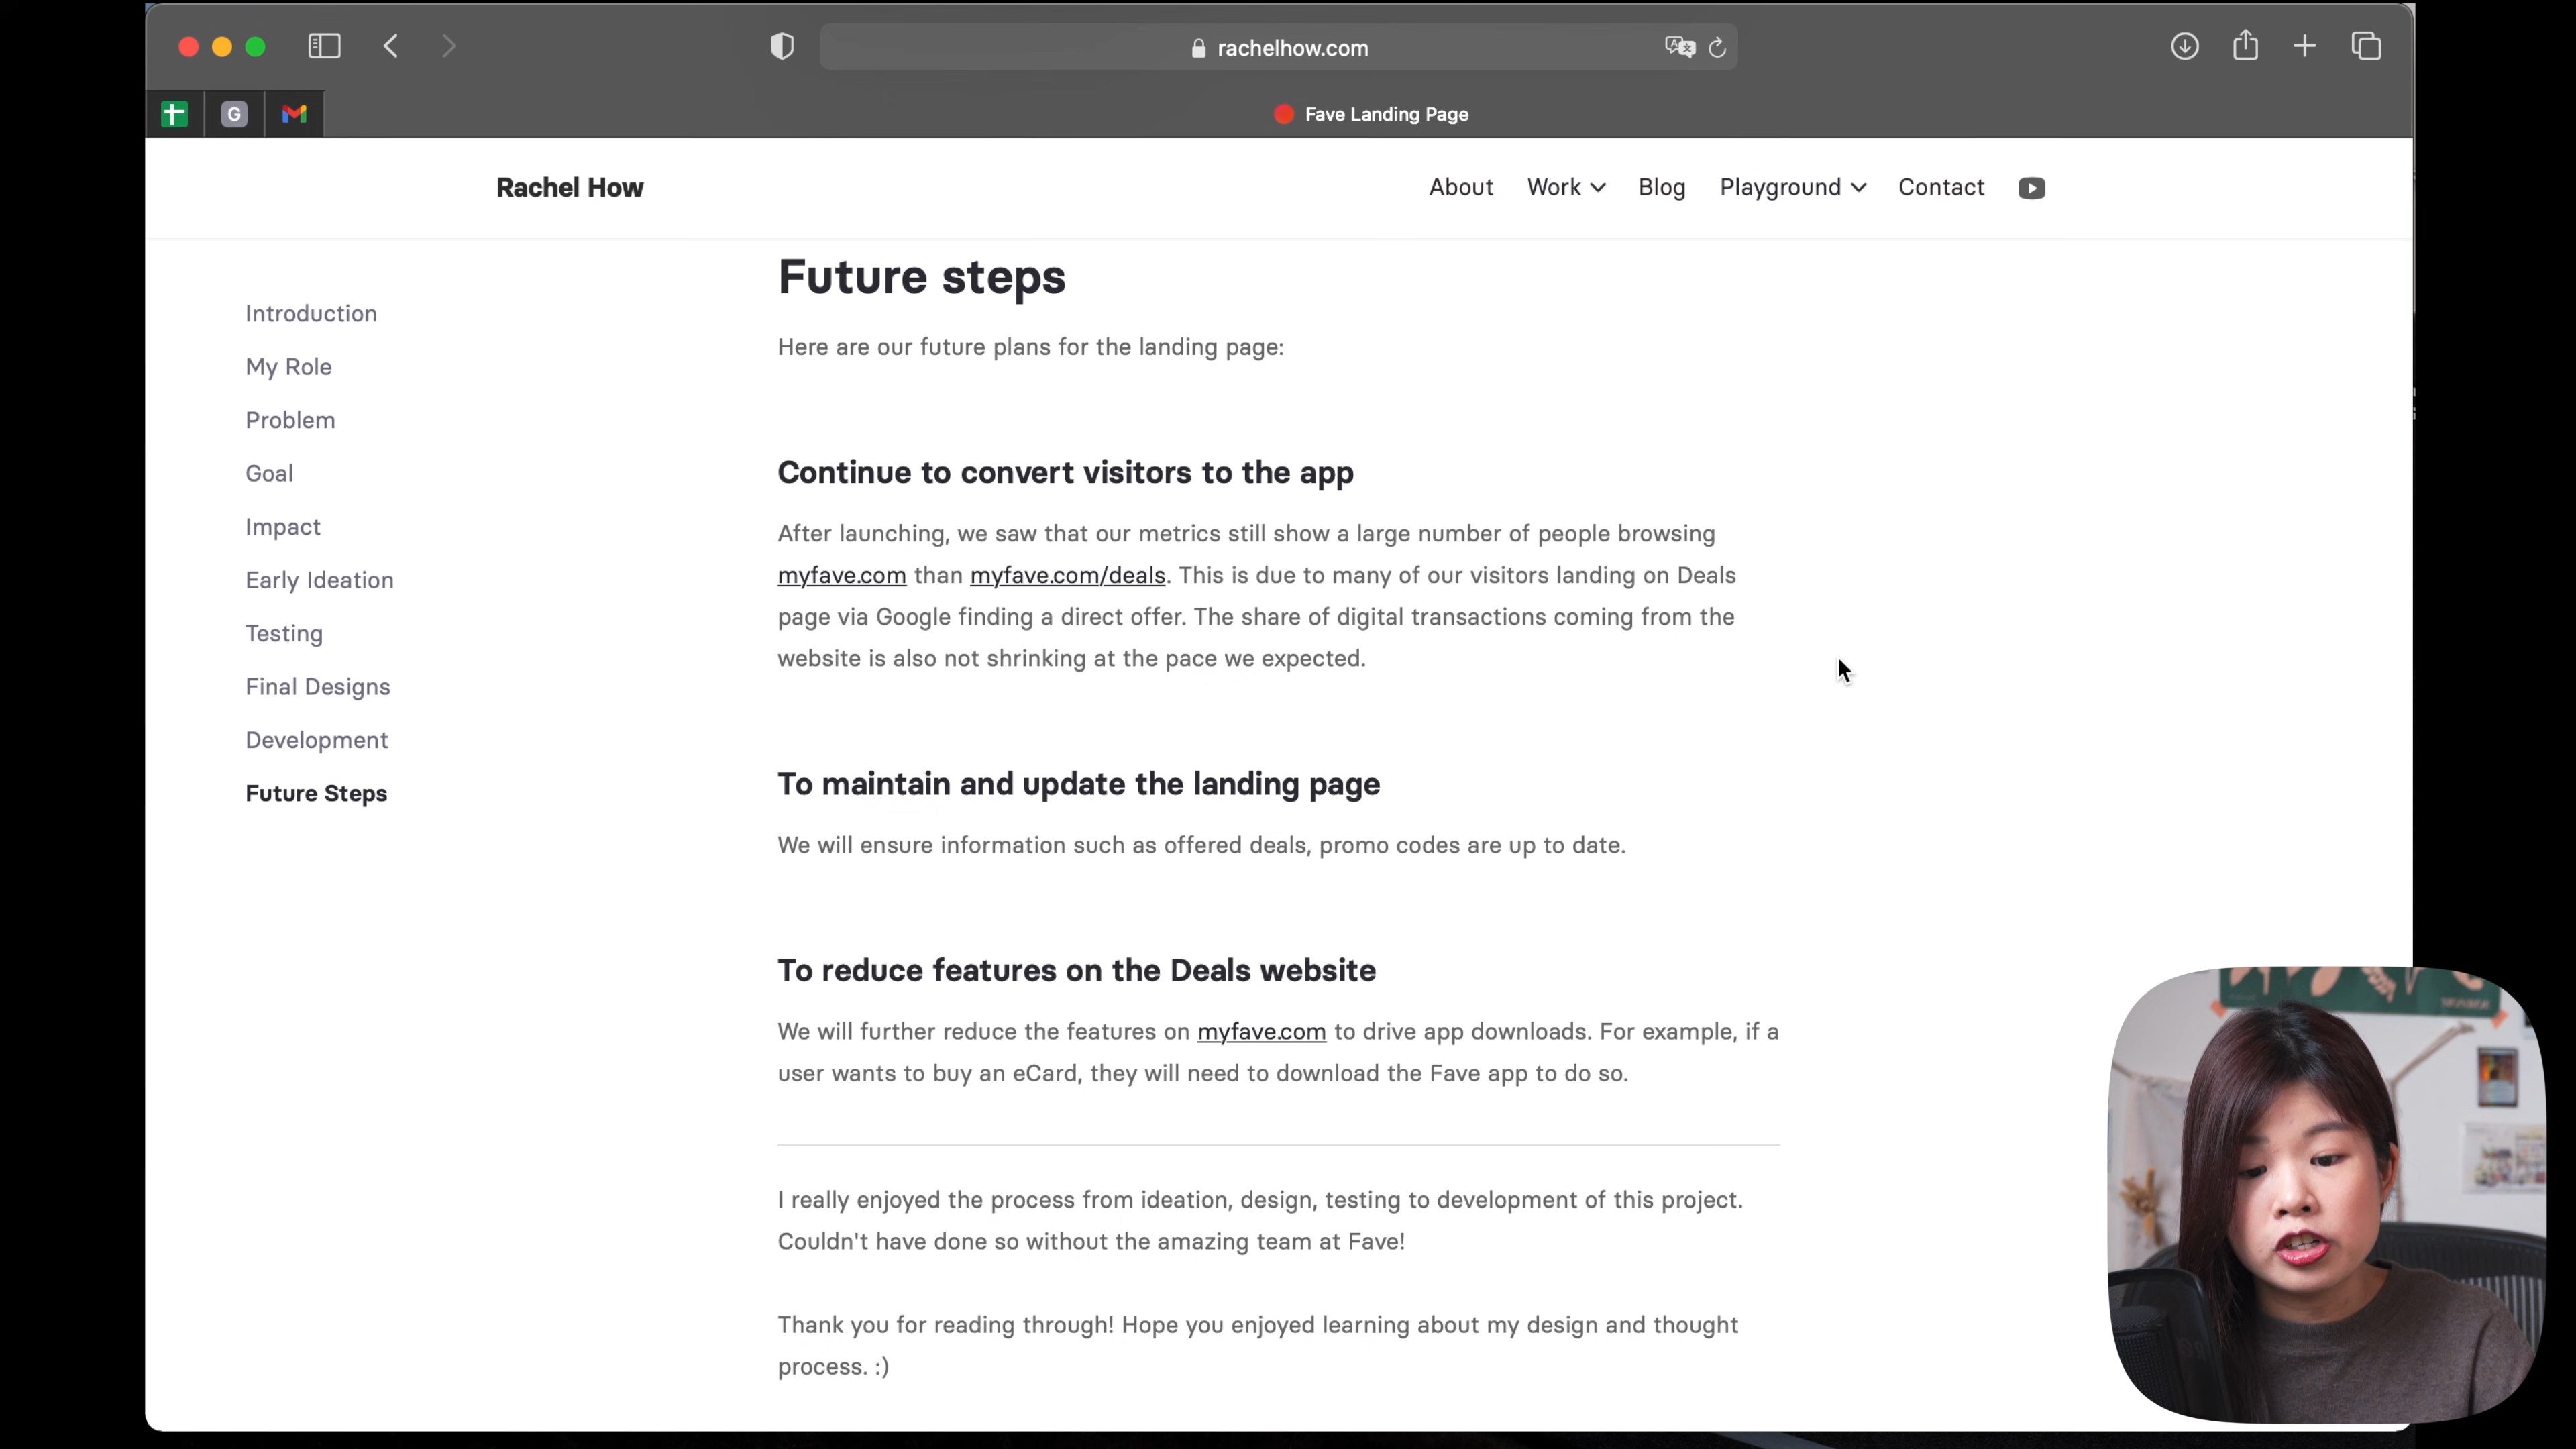 rachelhow.com
G
Fave Landing Page
Rachel How
About
Work
Blog
Playground
Contact
Introduction
My Role
Problem
Goal
Impact
Early Ideation
Testing
Final Designs
Development
Future Steps
Future steps
Here are our future plans for the landing page:
Continue to convert visitors to the app
After launching, we saw that our metrics still show a large number of people browsing
myfave.com than myfave.com/deals. This is due to many of our visitors landing on Deals
page via Google finding a direct offer. The share of digital transactions coming from the
website is also not shrinking at the pace we expected.
To maintain and update the landing page
We will ensure information such as offered deals, promo codes are up to date.
To reduce features on the Deals website
We will further reduce the features on myfave.com to drive app downloads. For example, if a
user wants to buy an eCard, they will need to download the Fave app to do so.
I really enjoyed the process from ideation, design, testing to development of this project.
Couldn't have done so without the amazing team at Fave!
Thank you for reading through! Hope you enjoyed learning about my design and thought
process. :)